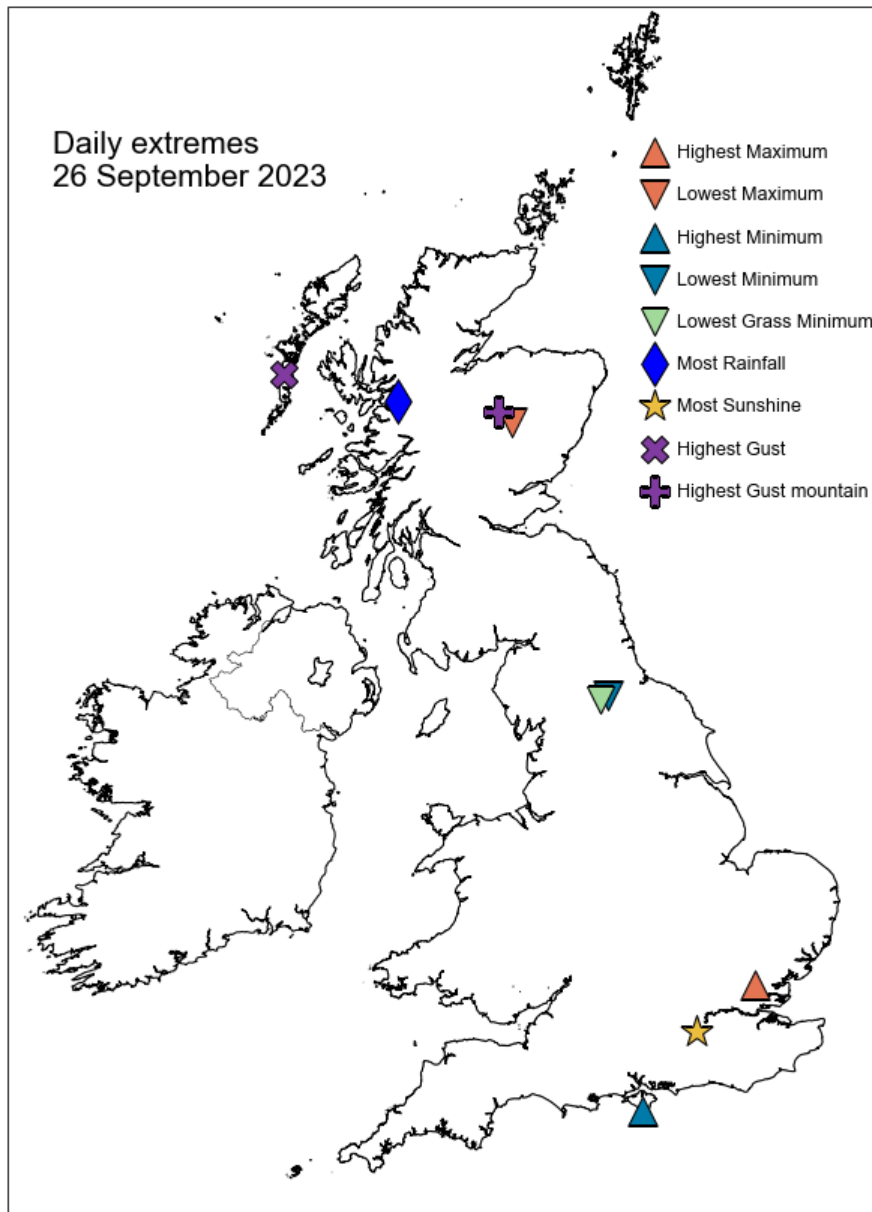 Daily extremes
26 September 2023
Highest Maximum
Lowest Maximum
Highest Minimum
Lowest Minimum
Lowest Grass Minimum
Most Rainfall
Most Sunshine
Highest Gust
Highest Gust mountain